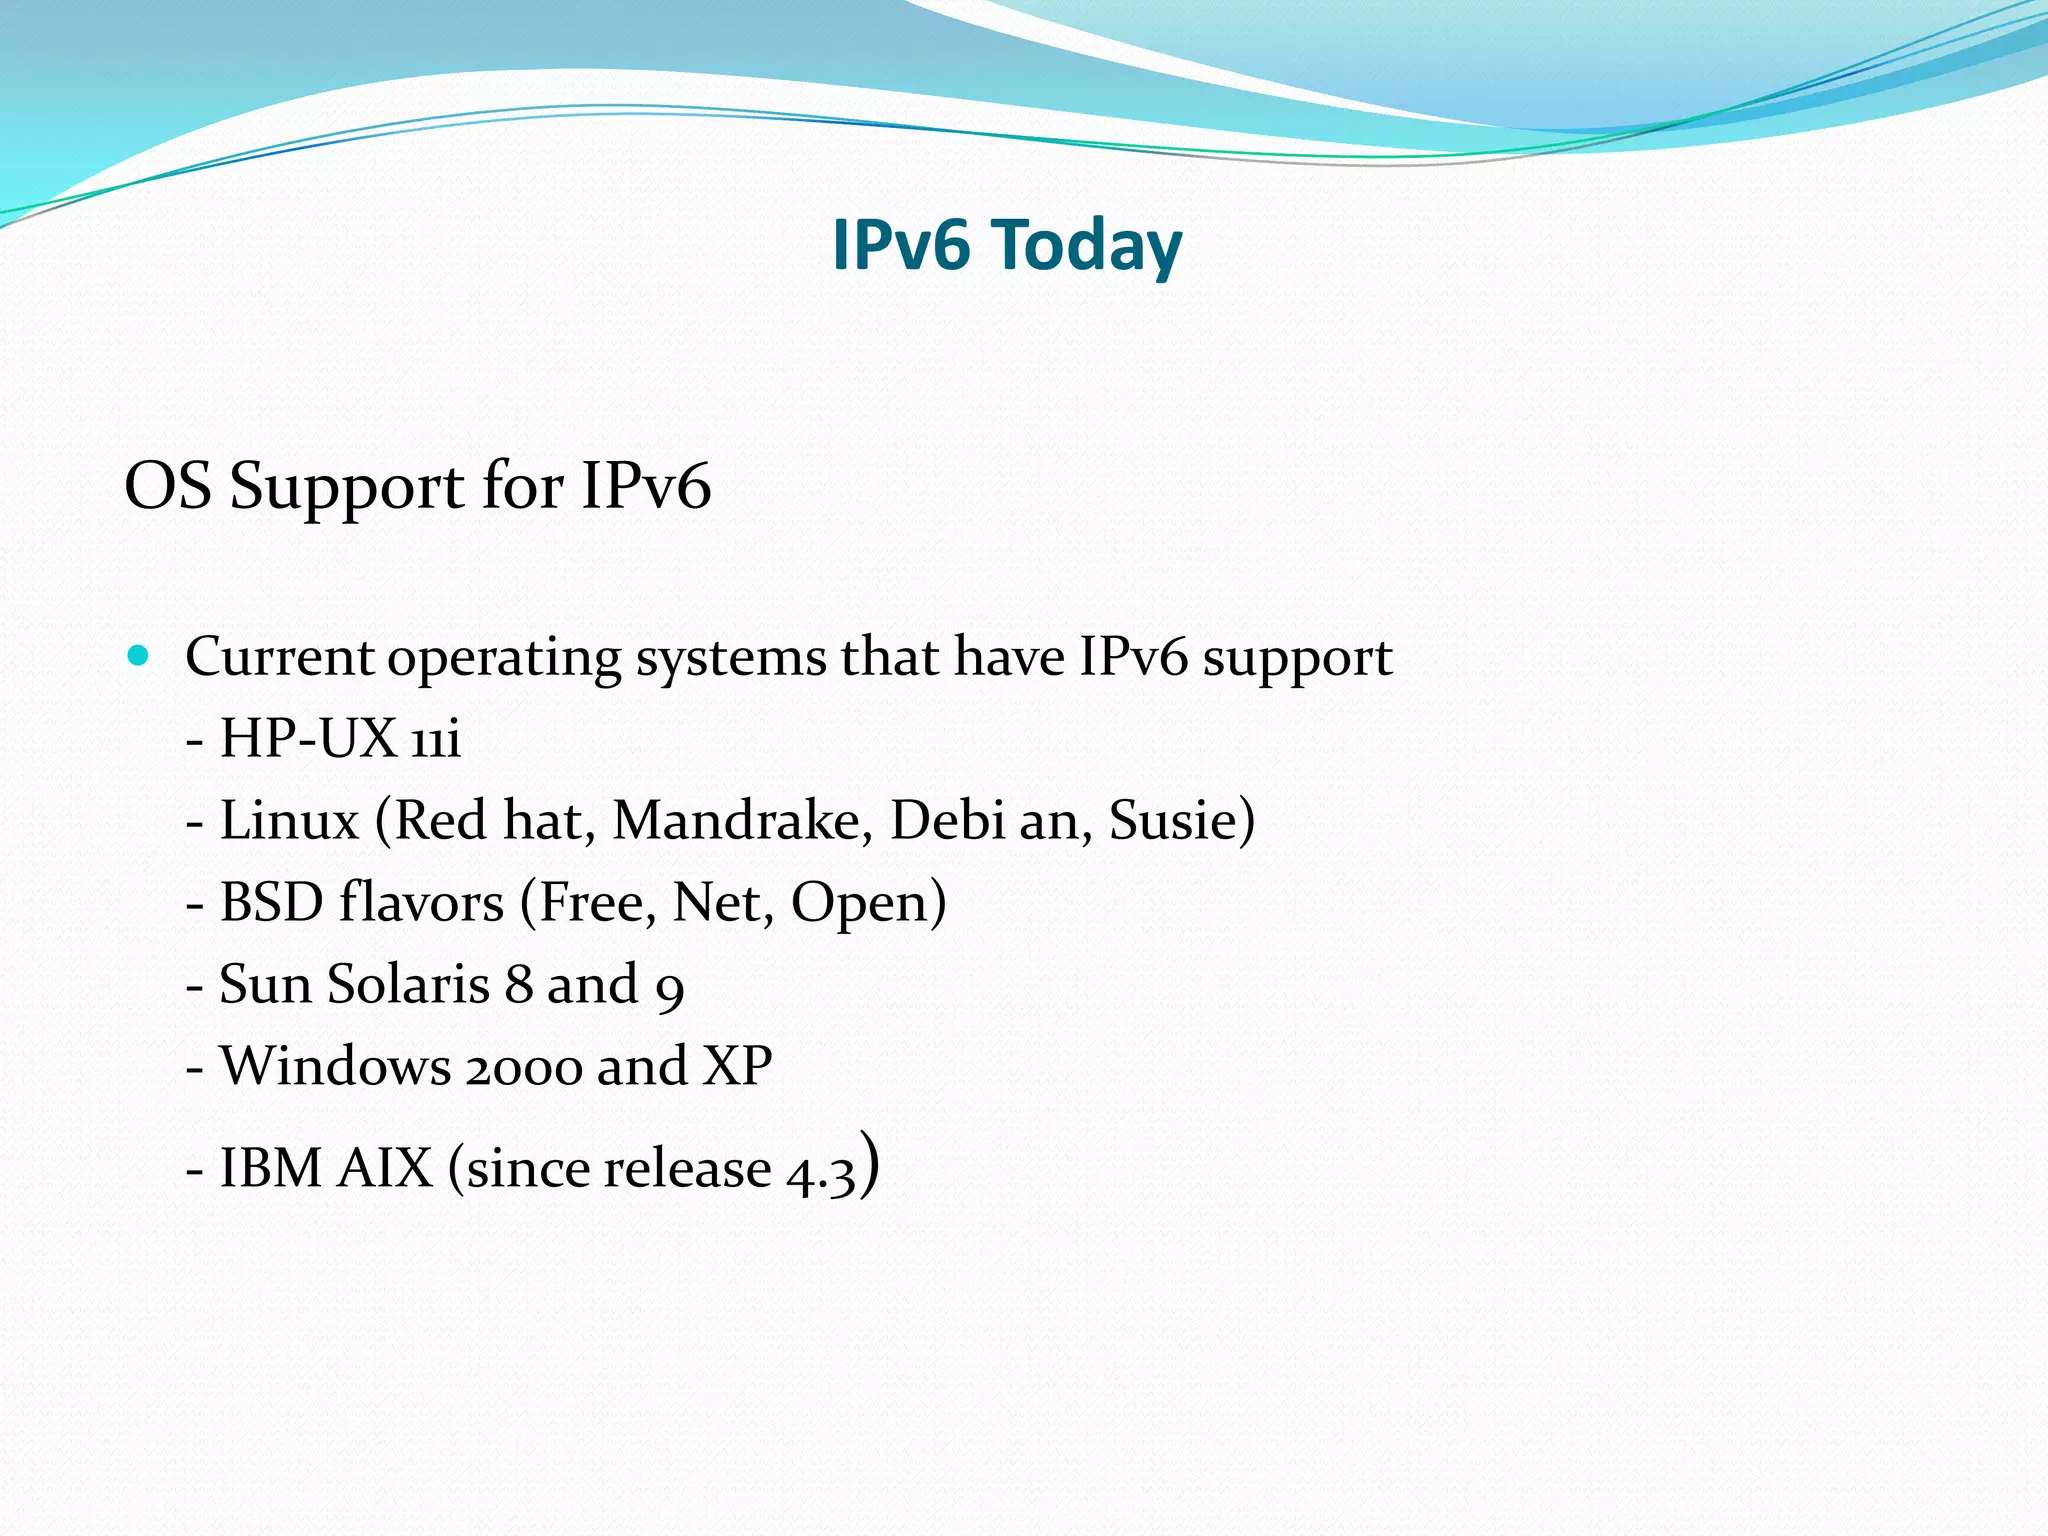 IPv6 Today
OS Support for IPv6
• Current operating systems that have IPv6 support
- HP-UX 11i
- Linux (Red hat, Mandrake, Debi an, Susie)
- BSD flavors (Free, Net, Open)
- Sun Solaris 8 and 9
- Windows 2000 and XP
- IBM AIX (since release 4.3)